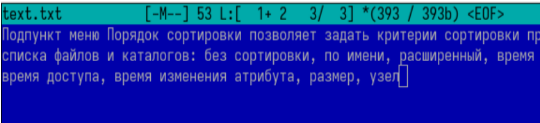 text.txt [-M--] 53 L:[ 1+ 2 3/ 3] *(393 / 393b) <EOF>
Подпункт меню Порядок сортировки позволяет задать критерии сортировки пр
списка файлов и каталогов: без сортировки, по имени, расширенный, время
время доступа, время изменения атрибута, размер, узел